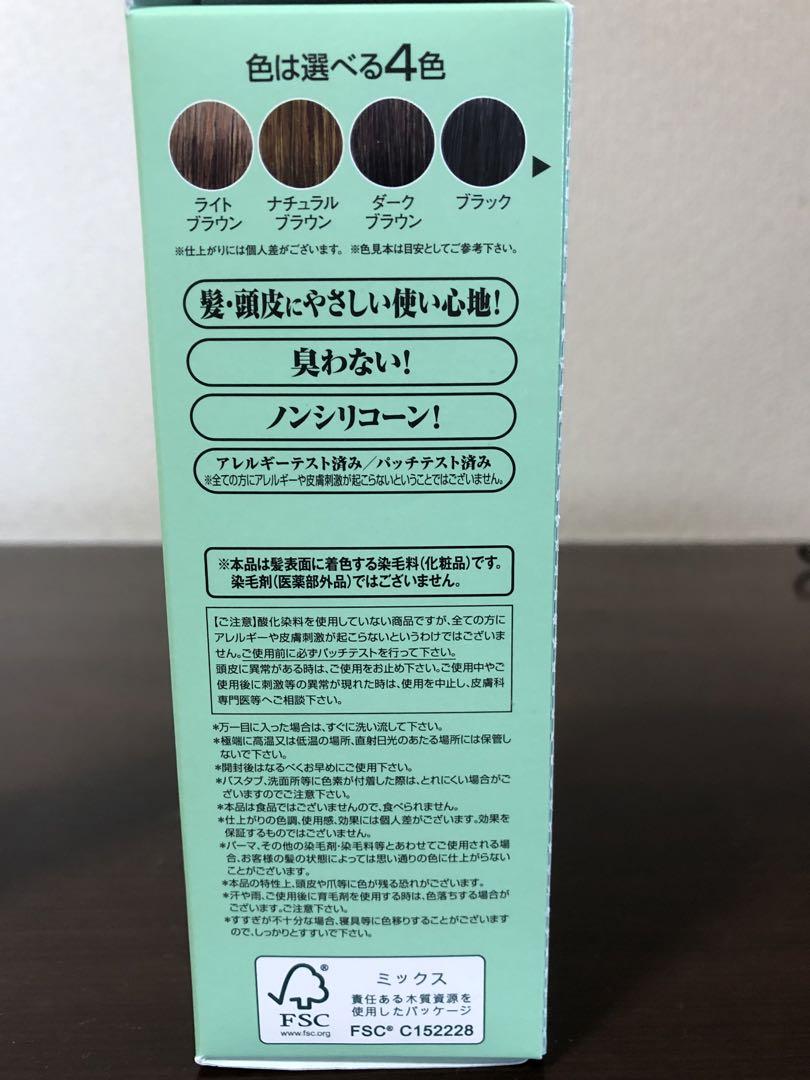 色は選べる4色
ライト
ブラウン
ナチュラル
ブラウン
ダーク
ブラウン
ブラック
※仕上がりには個人差がございます。 ※色見本は目安としてご参考下さい。
髪・頭皮にやさしい使い心地!
臭わない!
ノンシリコーン!
アレルギーテスト済み/パッチテスト済み
※全ての方にアレルギーや皮膚刺激が起こらないということではございません。
※本品は髪表面に着色する染毛料(化粧品)です。
染毛剤(医薬部外品)ではございません。
【ご注意】酸化染料を使用していない商品ですが、全ての方に
アレルギーや皮膚刺激が起こらないというわけではございま
せん。ご使用前に必ずパッチテストを行って下さい。
頭皮に異常がある時は、ご使用をお止め下さい。ご使用中やご
使用後に刺激等の異常が現れた時は、使用を中止し、皮膚科
専門医等へご相談下さい。
*万一目に入った場合は、すぐに洗い流して下さい。
*極端に高温又は低温の場所、直射日光のあたる場所には保管し
ないで下さい。
*開封後はなるべくお早めにご使用下さい。
*バスタブ、洗面所等に色素が付着した際は、とれにくい場合がご
ざいますのでご注意下さい。
*本品は食品ではございませんので、食べられません。
*仕上がりの色調、使用感、効果には個人差がございます。効果を
保証するものではございません。
*パーマ、その他の染毛剤・染毛料等とあわせてご使用される場
合、お客様の髪の状態によっては思い通りの色に仕上がらない
ことがございます。
*本品の特性上、頭皮や爪等に色が残る恐れがございます。
*汗や雨、ご使用後に育毛剤を使用する時は、色落ちする場合が
ございます。ご注意下さい。
*すすぎが不十分な場合、寝具等に色移りすることがございます
ので、しっかりとすすいで下さい。
FSC
www.fsc.org
ミックス
責任ある木質資源を
使用したパッケージ
FSC® C152228